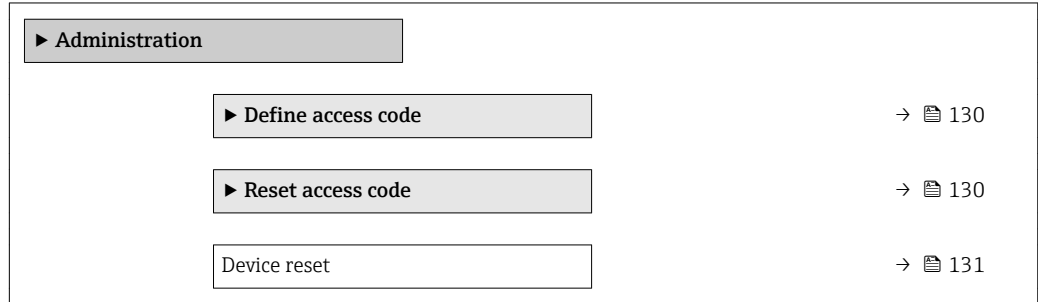 ▶ Administration
▶ Define access code → 130
▶ Reset access code → 130
Device reset → 131